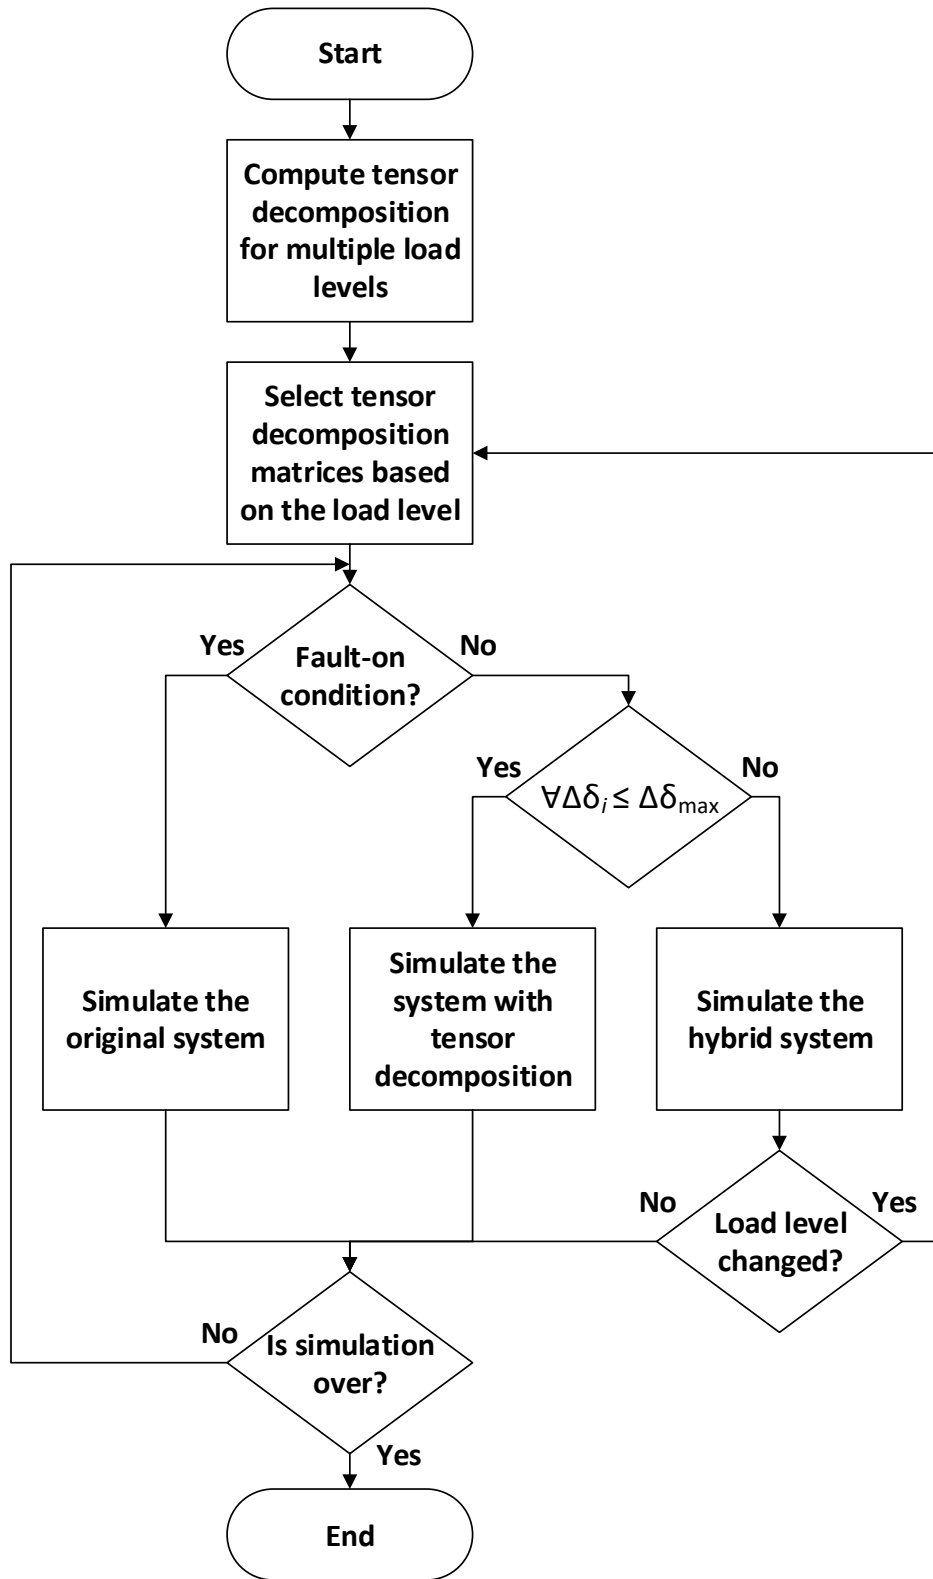 Start
Compute tensor
decomposition
for multiple load
levels
Select tensor
decomposition
matrices based
on the load level
Yes
No
Fault-on
condition?
Yes
No
∀Δδᵢ ≤ Δδmax
Simulate the
original system
Simulate the
system with
tensor
decomposition
Simulate the
hybrid system
No
Yes
Load level
changed?
No
Is simulation
over?
Yes
End